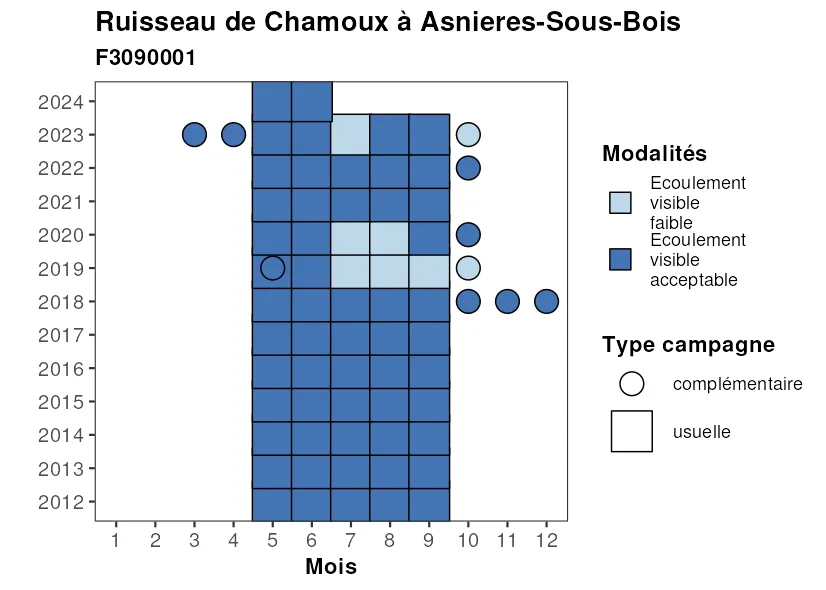 Ruisseau de Chamoux à Asnieres-Sous-Bois
F3090001
2024
2023
2022
2021
2020
2019
2018
2017
2016
2015
2014
2013
2012
1 2 3 4 5 6 7 8 9 10 11 12
Mois
Modalités
Ecoulement
visible
faible
Ecoulement
visible
acceptable
Type campagne
complémentaire
usuelle